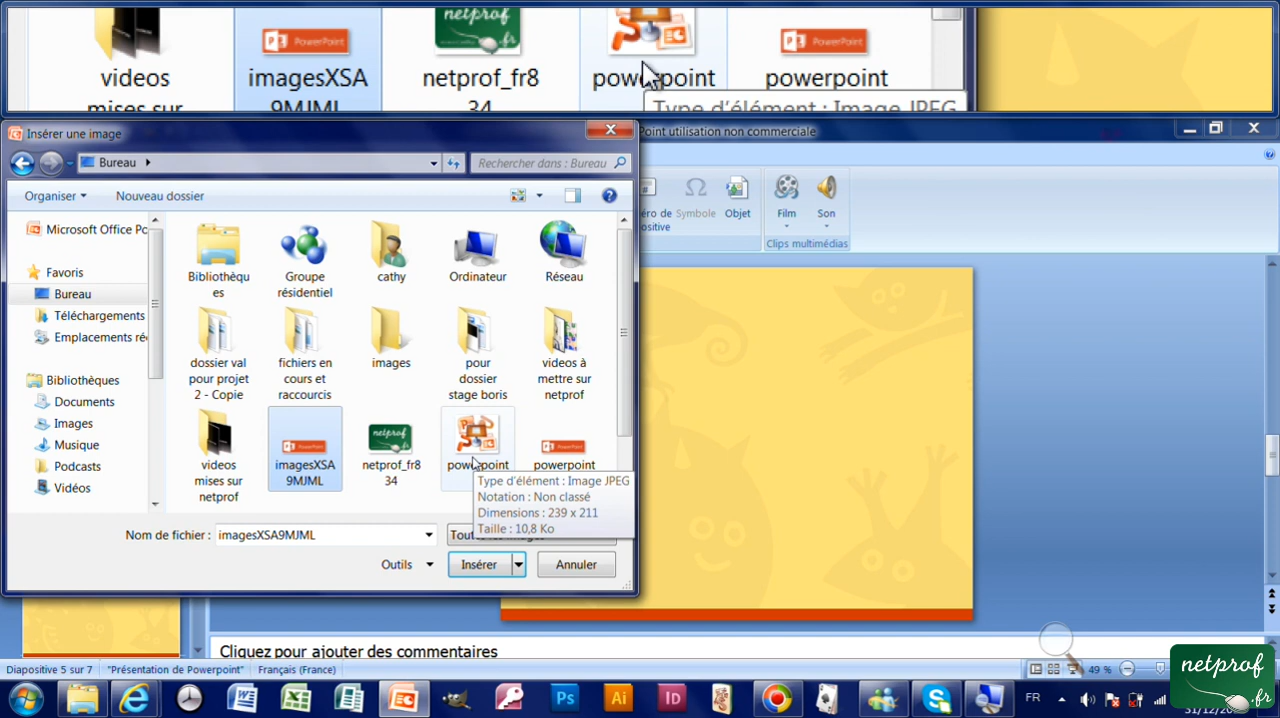 videos
mises sur
imagesXSA
9MJML
netprof_fr8
34
powerpoint
powerpoint
Type d'élément : Image JPEG
Insérer une image
Point utilisation non commerciale
Bureau
Rechercher dans : Bureau
Organiser
Nouveau dossier
Microsoft Office Po
Favoris
Bureau
Téléchargements
Emplacements ré
Bibliothèques
Documents
Images
Musique
Podcasts
Vidéos
Bibliothèqu
es
Groupe
résidentiel
cathy
Ordinateur
Réseau
dossier val
pour projet
2 - Copie
fichiers en
cours et
raccourcis
images
pour
dossier
stage boris
videos à
mettre sur
netprof
videos
mises sur
netprof
PowerPoint
imagesXSA
9MJML
netprof
netprof_fr8
34
powerpoint
powerpoint
Type d'élément : Image JPEG
Notation : Non classé
Dimensions : 239 x 211
Taille : 10,8 Ko
Nom de fichier :
imagesXSA9MJML
Outils
Insérer
Annuler
Symbole
Objet
Film
Son
Clips multimédias
Cliquez pour ajouter des commentaires
Diapositive 5 sur 7
"Présentation de Powerpoint"
Français (France)
49 %
FR
netprof
.fr